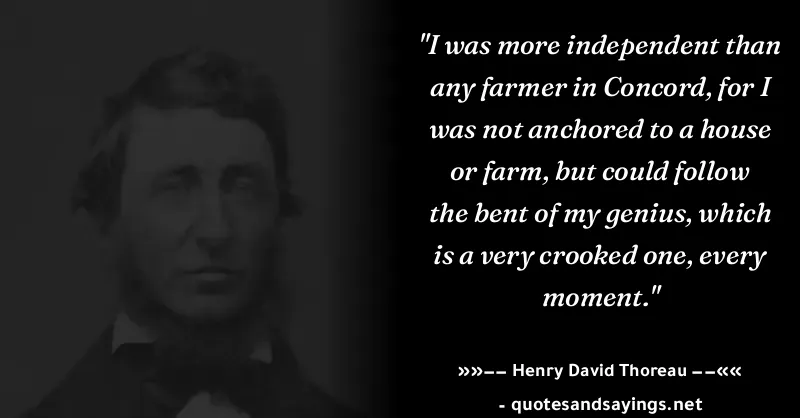 "I was more independent than
any farmer in Concord, for I
was not anchored to a house
or farm, but could follow
the bent of my genius, which
is a very crooked one, every
moment."
»»—— Henry David Thoreau ——««
- quotesandsayings.net